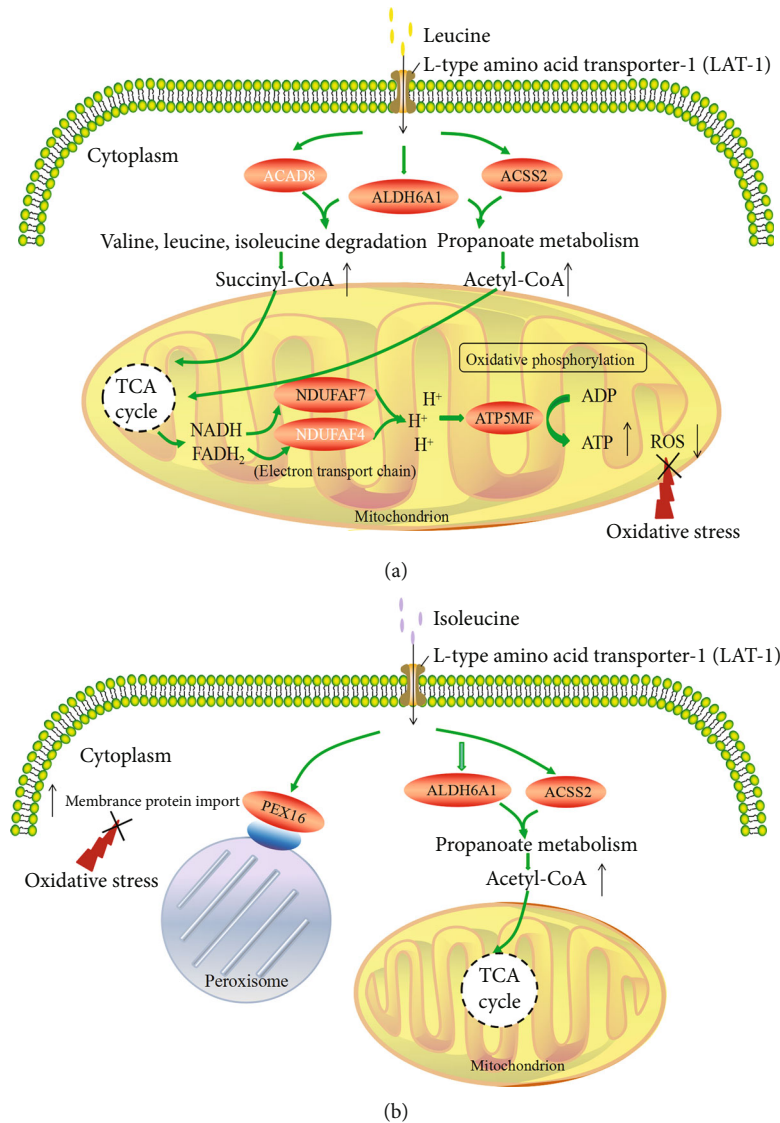 Leucine
L-type amino acid transporter-1 (LAT-1)
Cytoplasm
ACAD8
ALDH6A1
ACSS2
Valine, leucine, isoleucine degradation
Propanoate metabolism
Succinyl-CoA ↑
Acetyl-CoA ↑
Oxidative phosphorylation
TCA
cycle
NDUFAF7
NADH
FADH₂
NDUFAF4
(Electron transport chain)
H⁺
H⁺
H⁺
ATP5MF
ADP
ATP ↑
ROS ↓
Mitochondrion
Oxidative stress
(a)
Isoleucine
L-type amino acid transporter-1 (LAT-1)
Cytoplasm
↑ Membrance protein import
PEX16
ALDH6A1
ACSS2
Oxidative stress
Propanoate metabolism
Acetyl-CoA ↑
Peroxisome
TCA
cycle
Mitochondrion
(b)